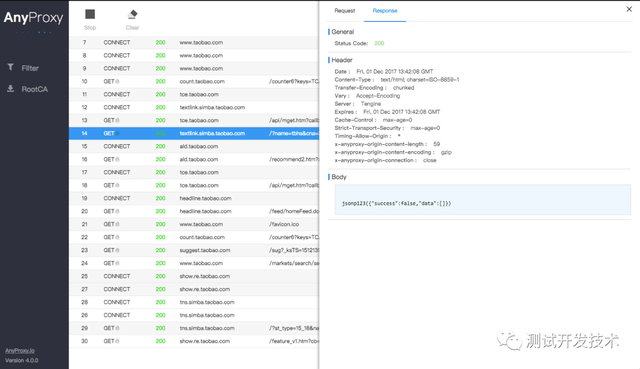 AnyProxy
Filter
RootCA
AnyProxy.io
Version 4.0.0
Stop
Clear
7 CONNECT 200 www.taobao.com
8 CONNECT 200 www.taobao.com
9 CONNECT 200 www.taobao.com
10 GET 200 count.taobao.com /counter6?keys=TC
11 CONNECT 200 tce.taobao.com
12 CONNECT 200 textlink.simba.taobao.com
13 GET 200 tce.taobao.com /api/mget.htm?callb
14 GET 200 textlink.simba.taobao.com /?name=tbhs&cna=
15 CONNECT 200 ald.taobao.com
16 GET 200 ald.taobao.com /recommend2.htm?
17 CONNECT 200 tce.taobao.com
18 GET 200 tce.taobao.com /api/mget.htm?callb
19 CONNECT 200 headline.taobao.com
20 GET 200 headline.taobao.com /feed/homeFeed.do
21 GET 200 www.taobao.com /favicon.ico
22 GET 200 count.taobao.com /counter6?keys=TC
23 GET 200 suggest.taobao.com /sug?_ksTS=1512135
24 GET 200 www.taobao.com /markets/search/se
25 CONNECT 200 show.re.taobao.com
27 CONNECT 200 show.re.taobao.com
28 CONNECT 200 tns.simba.taobao.com
26 CONNECT 200 tns.simba.taobao.com
29 GET 200 tns.simba.taobao.com /?st_type=15_18&na
30 GET 200 show.re.taobao.com /feature_v1.htm?cb=
Request Response
General
Status Code: 200
Header
Date : Fri, 01 Dec 2017 13:42:08 GMT
Content-Type : text/html; charset=ISO-8859-1
Transfer-Encoding : chunked
Vary : Accept-Encoding
Server : Tengine
Expires : Fri, 01 Dec 2017 13:42:08 GMT
Cache-Control : max-age=0
Strict-Transport-Security : max-age=0
Timing-Allow-Origin : *
x-anyproxy-origin-content-length : 59
x-anyproxy-origin-content-encoding : gzip
x-anyproxy-origin-connection : close
Body
jsonp123({"success":false,"data":[]})
测试开发技术